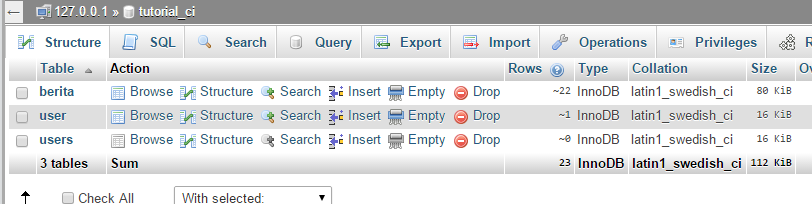 127.0.0.1 » tutorial_ci
Structure SQL Search Query Export Import Operations Privileges R
Table Action Rows Type Collation Size Ov
berita Browse Structure Search Insert Empty Drop ~22 InnoDB latin1_swedish_ci 80 KiB
user Browse Structure Search Insert Empty Drop ~1 InnoDB latin1_swedish_ci 16 KiB
users Browse Structure Search Insert Empty Drop ~0 InnoDB latin1_swedish_ci 16 KiB
3 tables Sum 23 InnoDB latin1_swedish_ci 112 KiB
Check All With selected: